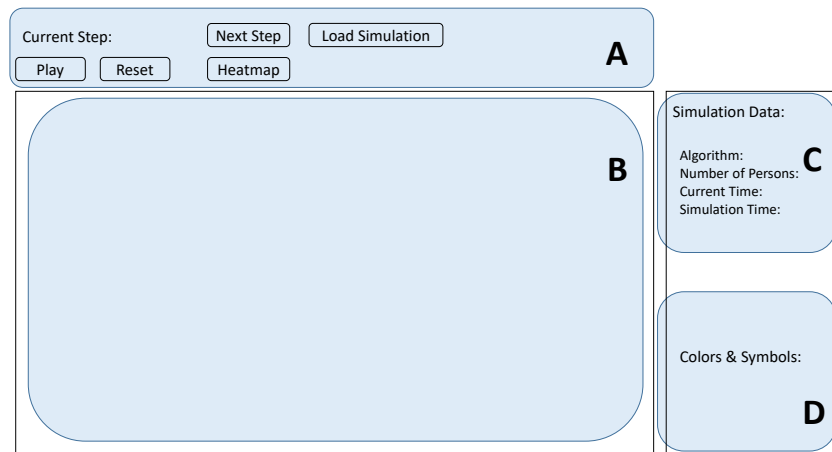 Current Step:
Next Step
Load Simulation
Play
Reset
Heatmap
A
B
Simulation Data:
Algorithm:
Number of Persons:
Current Time:
Simulation Time:
C
Colors & Symbols:
D